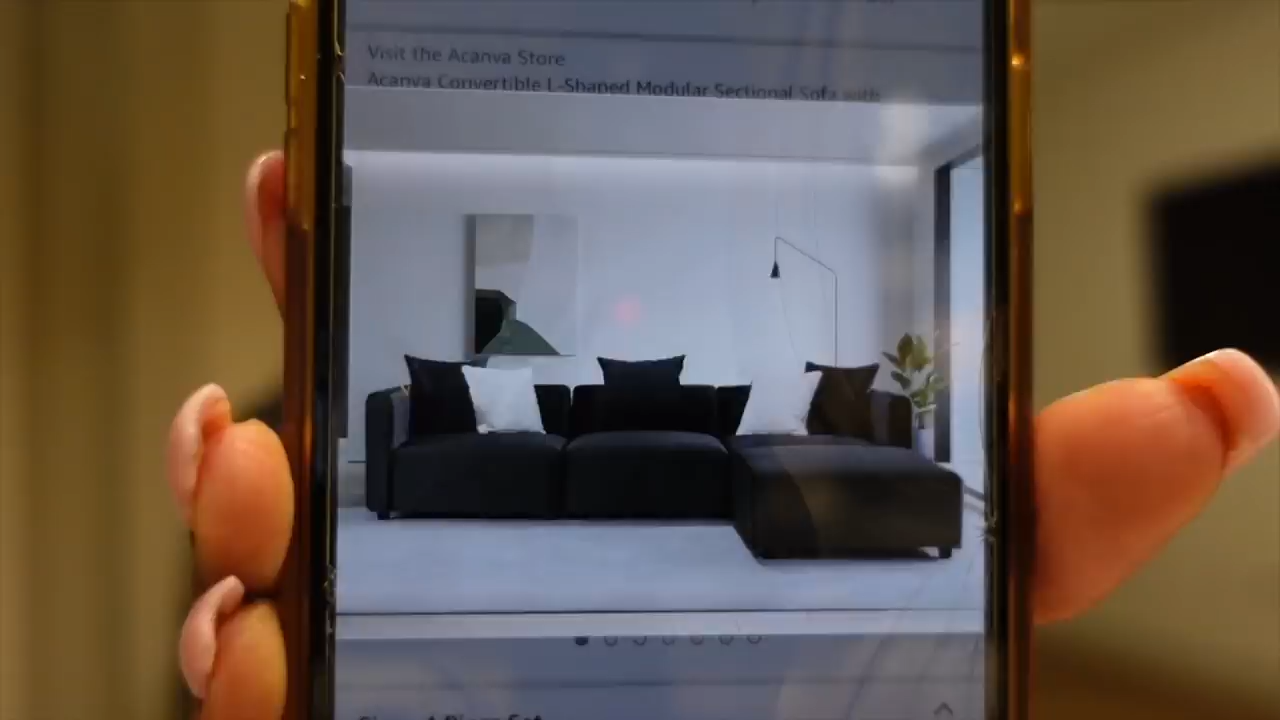 Visit the Acanva Store
Acanva Convertible L-Shaped Modular Sectional Sofa with